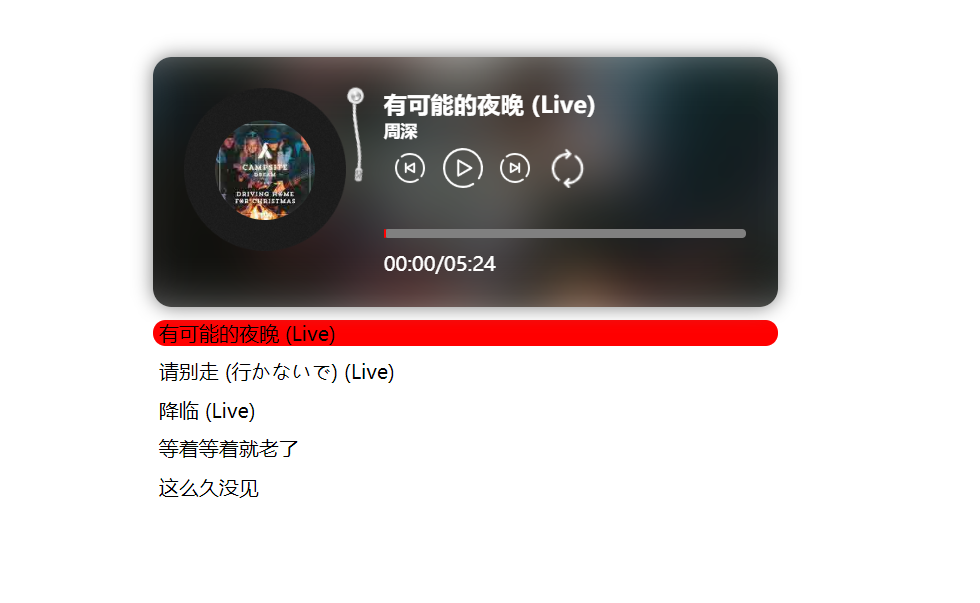 有可能的夜晚 (Live)
周深
CAMPSITE
DREAM
DRIVING HOME
FOR CHRISTMAS
00:00/05:24
有可能的夜晚 (Live)
请别走 (行かないで) (Live)
降临 (Live)
等着等着就老了
这么久没见